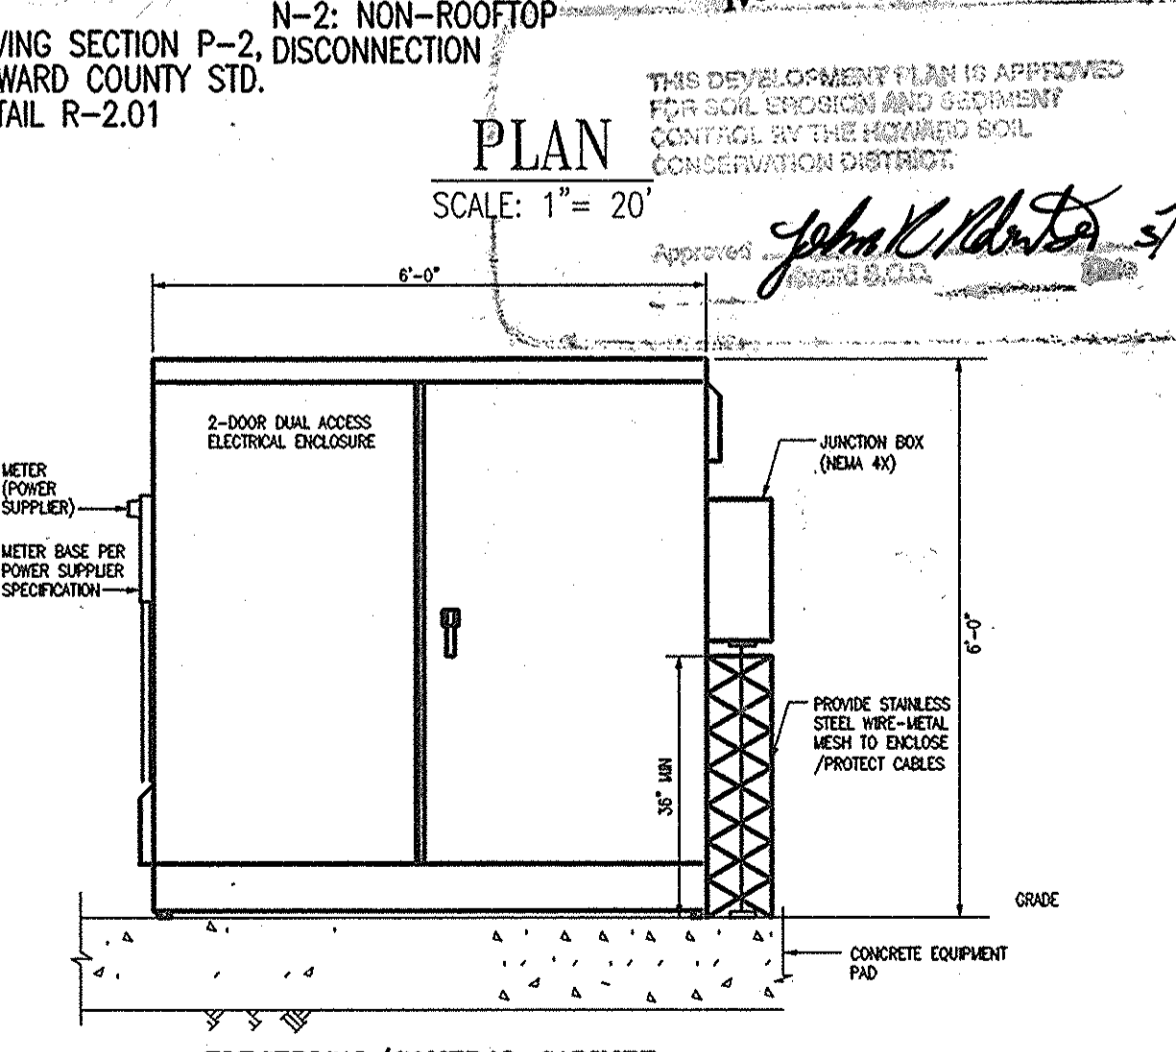 N-2: NON-ROOFTOP
DISCONNECTION
VING SECTION P-2,
WARD COUNTY STD.
TAIL R-2.01
PLAN
SCALE: 1"= 20'
THIS DEVELOPMENT PLAN IS APPROVED
FOR SOIL EROSION AND SEDIMENT
CONTROL BY THE HOWARD SOIL
CONSERVATION DISTRICT.
Approved
Howard S.C.D.
Date
6'-0"
2-DOOR DUAL ACCESS
ELECTRICAL ENCLOSURE
METER
(POWER
SUPPLIER)
METER BASE PER
POWER SUPPLIER
SPECIFICATION
JUNCTION BOX
(NEMA 4X)
6'-0"
36" MIN
PROVIDE STAINLESS
STEEL WIRE-METAL
MESH TO ENCLOSE
/PROTECT CABLES
GRADE
CONCRETE EQUIPMENT
PAD